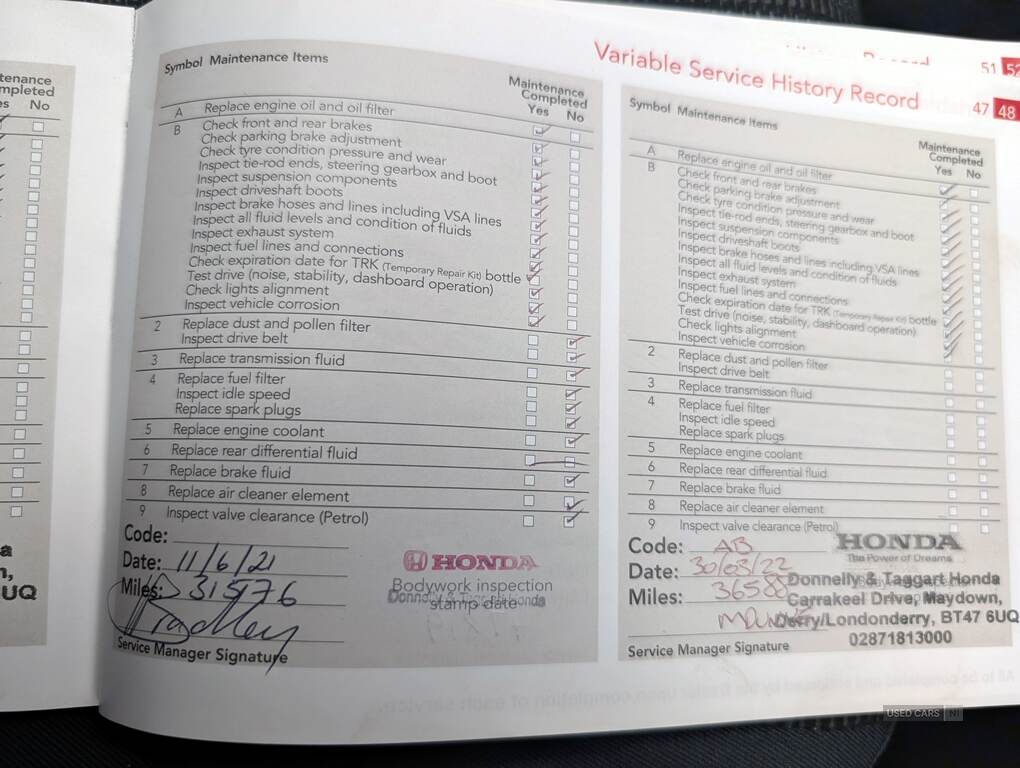 tenance
mpleted
es No
a
n,
UQ
Symbol Maintenance Items
Maintenance
Completed
Yes No
A Replace engine oil and oil filter
B Check front and rear brakes
Check parking brake adjustment
Check tyre condition pressure and wear
Inspect tie-rod ends, steering gearbox and boot
Inspect suspension components
Inspect driveshaft boots
Inspect brake hoses and lines including VSA lines
Inspect all fluid levels and condition of fluids
Inspect exhaust system
Inspect fuel lines and connections
Check expiration date for TRK (Temporary Repair Kit) bottle
Test drive (noise, stability, dashboard operation)
Check lights alignment
Inspect vehicle corrosion
2 Replace dust and pollen filter
Inspect drive belt
3 Replace transmission fluid
4 Replace fuel filter
Inspect idle speed
Replace spark plugs
5 Replace engine coolant
6 Replace rear differential fluid
7 Replace brake fluid
8 Replace air cleaner element
9 Inspect valve clearance (Petrol)
Code:
Date: 11/6/21
Miles: 31576
Service Manager Signature
HONDA
Bodywork inspection
stamp date
Variable Service History Record
51 52
47 48
Symbol Maintenance Items
Maintenance
Completed
Yes No
A Replace engine oil and oil filter
B Check front and rear brakes
Check parking brake adjustment
Check tyre condition pressure and wear
Inspect tie-rod ends, steering gearbox and boot
Inspect suspension components
Inspect driveshaft boots
Inspect brake hoses and lines including VSA lines
Inspect all fluid levels and condition of fluids
Inspect exhaust system
Inspect fuel lines and connections
Check expiration date for TRK (Temporary Repair Kit) bottle
Test drive (noise, stability, dashboard operation)
Check lights alignment
Inspect vehicle corrosion
2 Replace dust and pollen filter
Inspect drive belt
3 Replace transmission fluid
4 Replace fuel filter
Inspect idle speed
Replace spark plugs
5 Replace engine coolant
6 Replace rear differential fluid
7 Replace brake fluid
8 Replace air cleaner element
9 Inspect valve clearance (Petrol)
Code: AB
Date: 30/03/22
Miles: 36588
Service Manager Signature
HONDA
The Power of Dreams
Donnelly & Taggart Honda
Carrakeel Drive, Maydown,
Derry/Londonderry, BT47 6UQ
02871813000
USED CARS NI